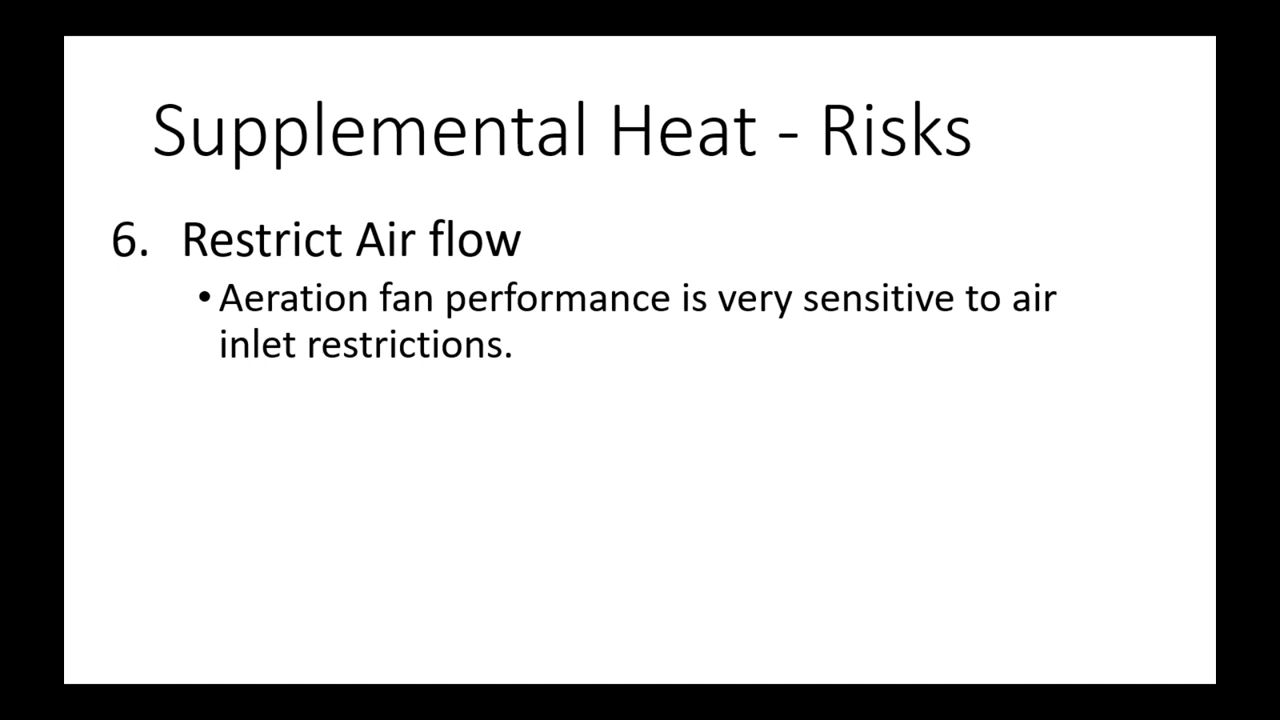 Supplemental Heat - Risks
6. Restrict Air flow
• Aeration fan performance is very sensitive to air
inlet restrictions.